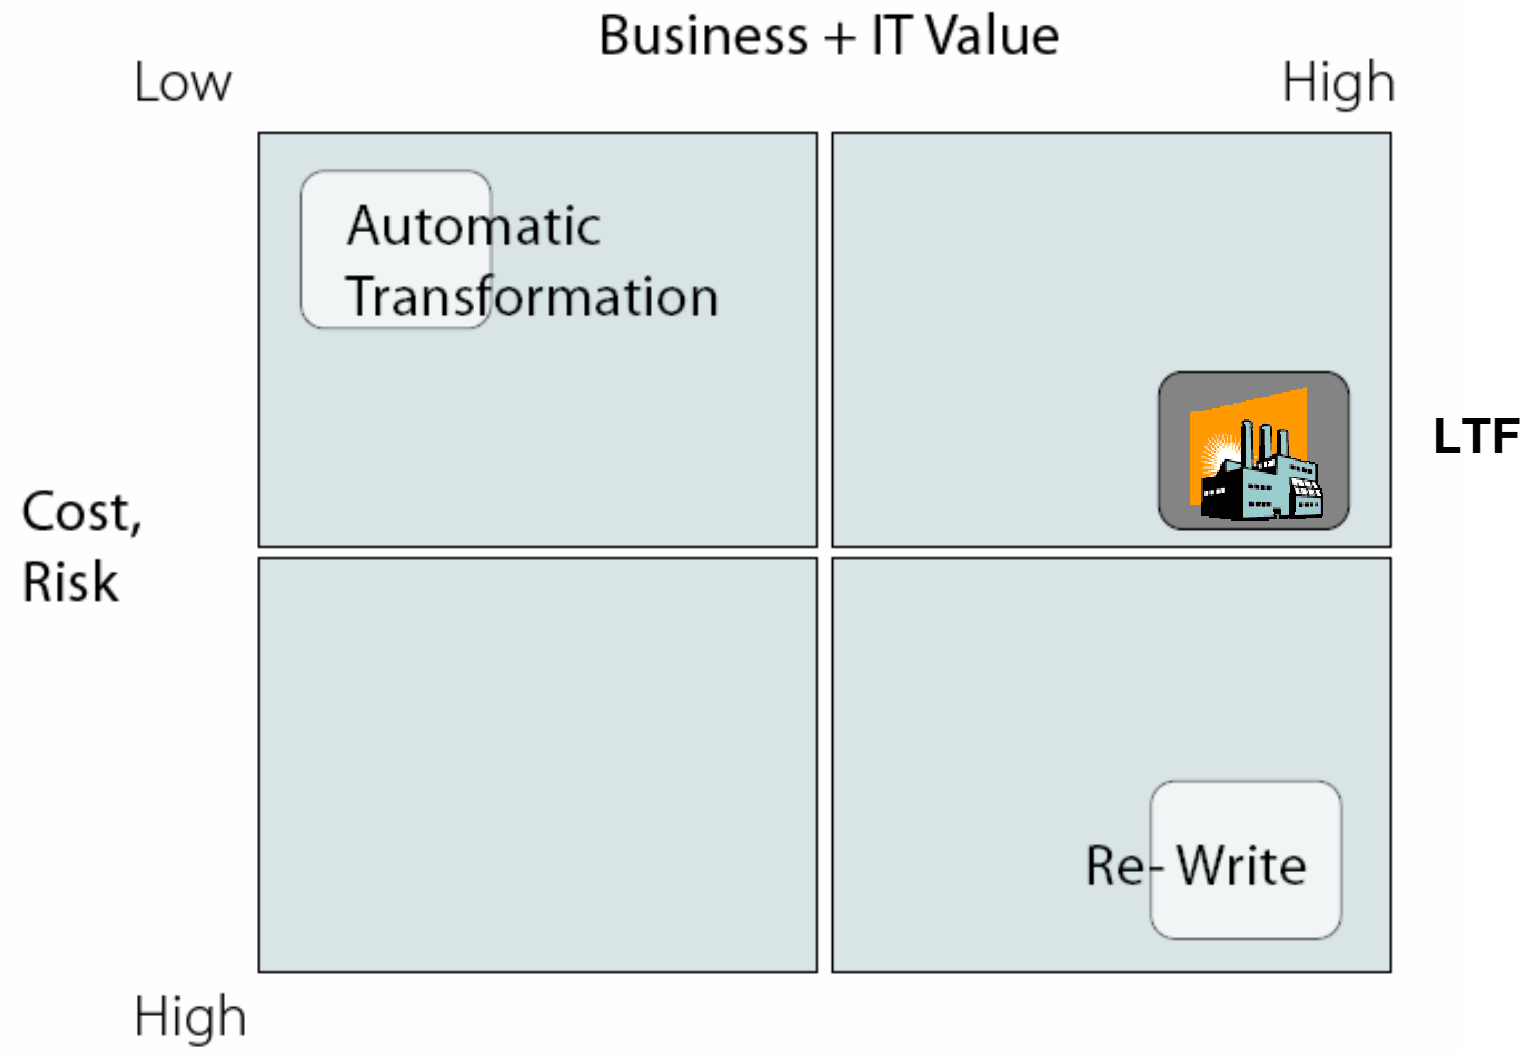 Business + IT Value
Low
High
Automatic
Transformation
LTF
Cost,
Risk
Re- Write
High